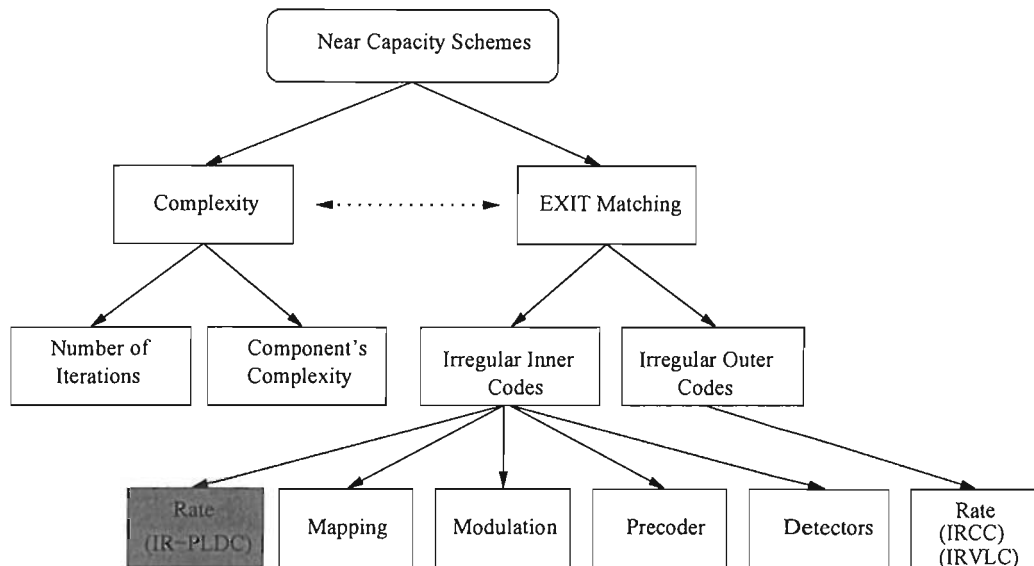 Near Capacity Schemes
Complexity
EXIT Matching
Number of
Iterations
Component's
Complexity
Irregular Inner
Codes
Irregular Outer
Codes
Rate
(IR-PLDC)
Mapping
Modulation
Precoder
Detectors
Rate
(IRCC)
(IRVLC)